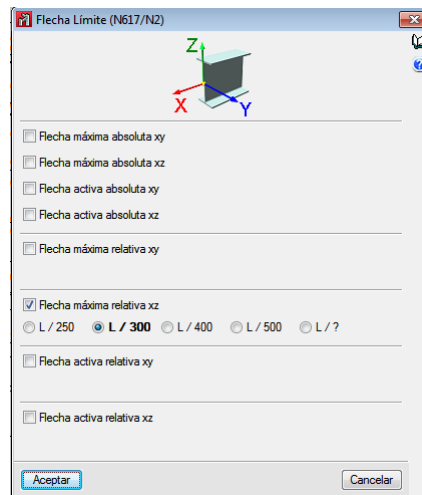 Flecha Límite (N617/N2)
Z
X
Y
Flecha máxima absoluta xy
Flecha máxima absoluta xz
Flecha activa absoluta xy
Flecha activa absoluta xz
Flecha máxima relativa xy
Flecha máxima relativa xz
L / 250 L / 300 L / 400 L / 500 L / ?
Flecha activa relativa xy
Flecha activa relativa xz
Aceptar Cancelar